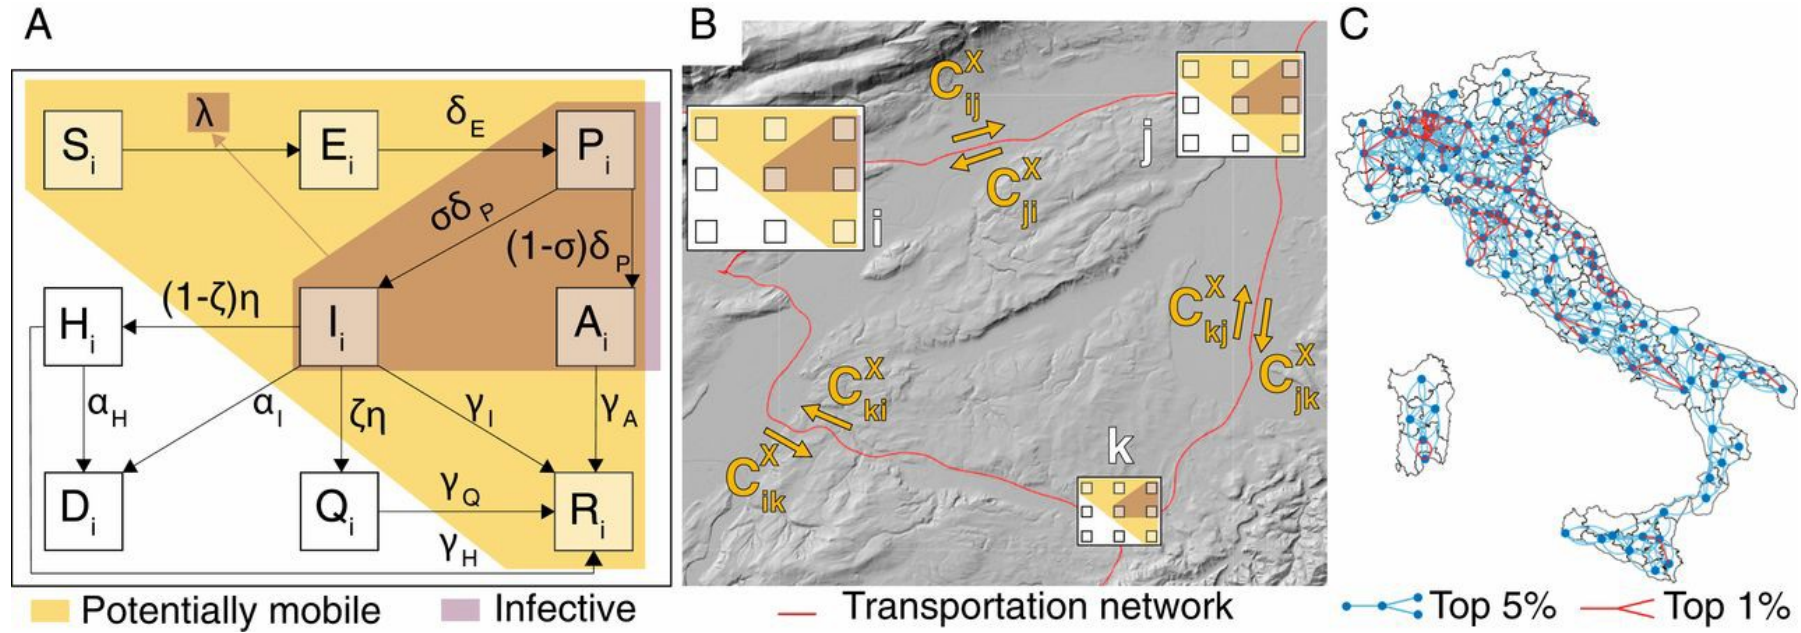 A
B
C
λ
S i
E i
P i
δ E
σδ P
(1-σ)δ P
(1-ζ)η
H i
I i
A i
α H
α I
ζη
γ I
γ A
D i
Q i
R i
γ Q
γ H
Potentially mobile
Infective
C X ij
C X ji
C X kj
C X jk
C X ki
C X ik
i
j
k
Transportation network
Top 5%
Top 1%